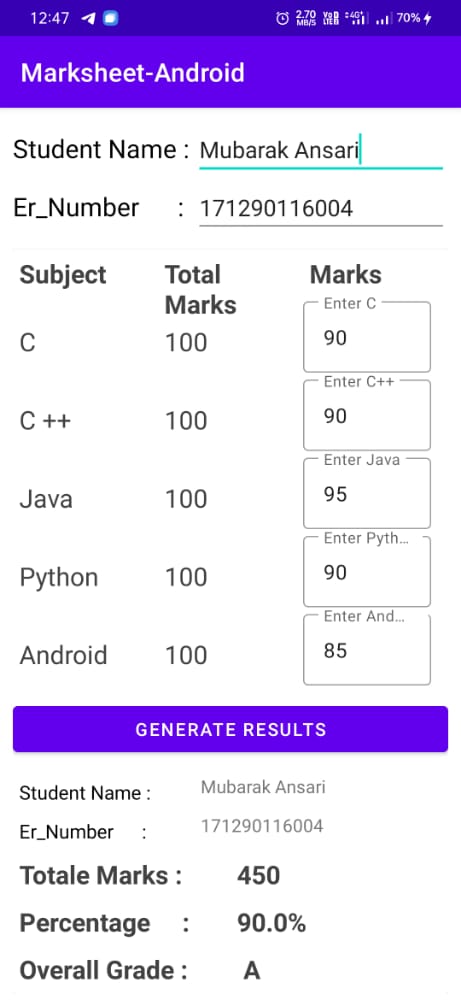 12:47 2.70 MB/S 4G+ 70%
Marksheet-Android
Student Name : Mubarak Ansari
Er_Number : 171290116004
Subject Total Marks Marks
Enter C
C 100 90
Enter C++
C ++ 100 90
Enter Java
Java 100 95
Enter Pyth...
Python 100 90
Enter And...
Android 100 85
GENERATE RESULTS
Student Name : Mubarak Ansari
Er_Number : 171290116004
Totale Marks : 450
Percentage : 90.0%
Overall Grade : A